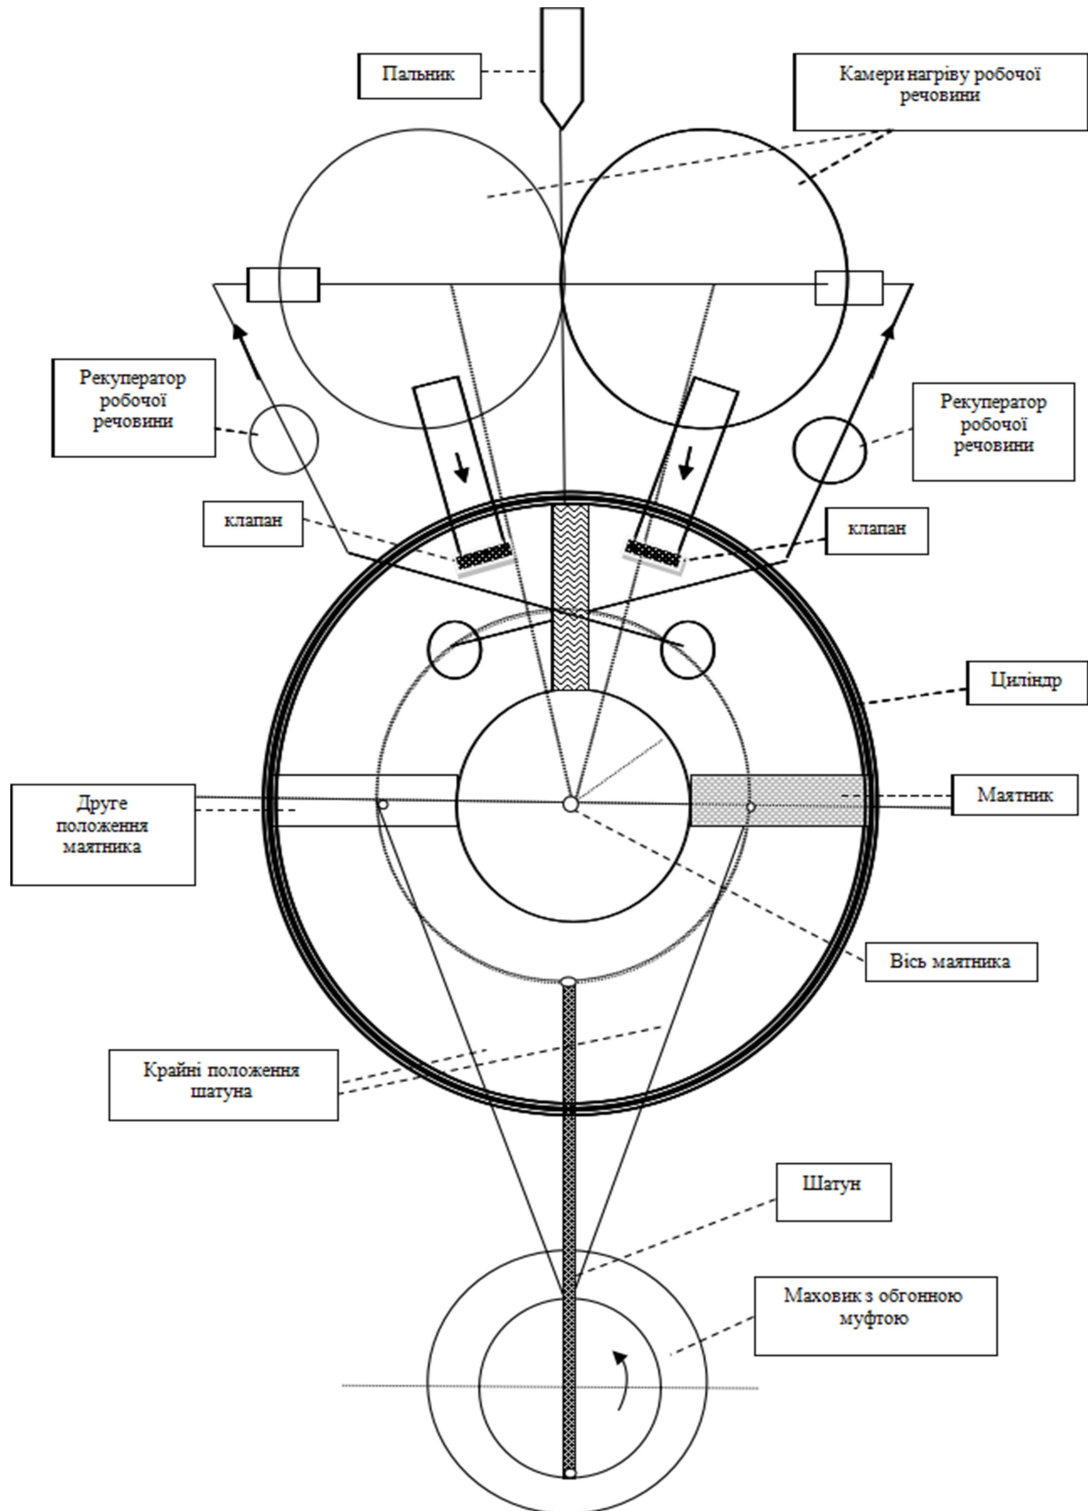 Пальник
Камери нагріву робочої
речовини
Рекуператор
робочої
речовини
Рекуператор
робочої
речовини
клапан
клапан
Циліндр
Друге
положення
маятника
Маятник
Вісь маятника
Крайні положення
шатуна
Шатун
Маховик з обгонною
муфтою